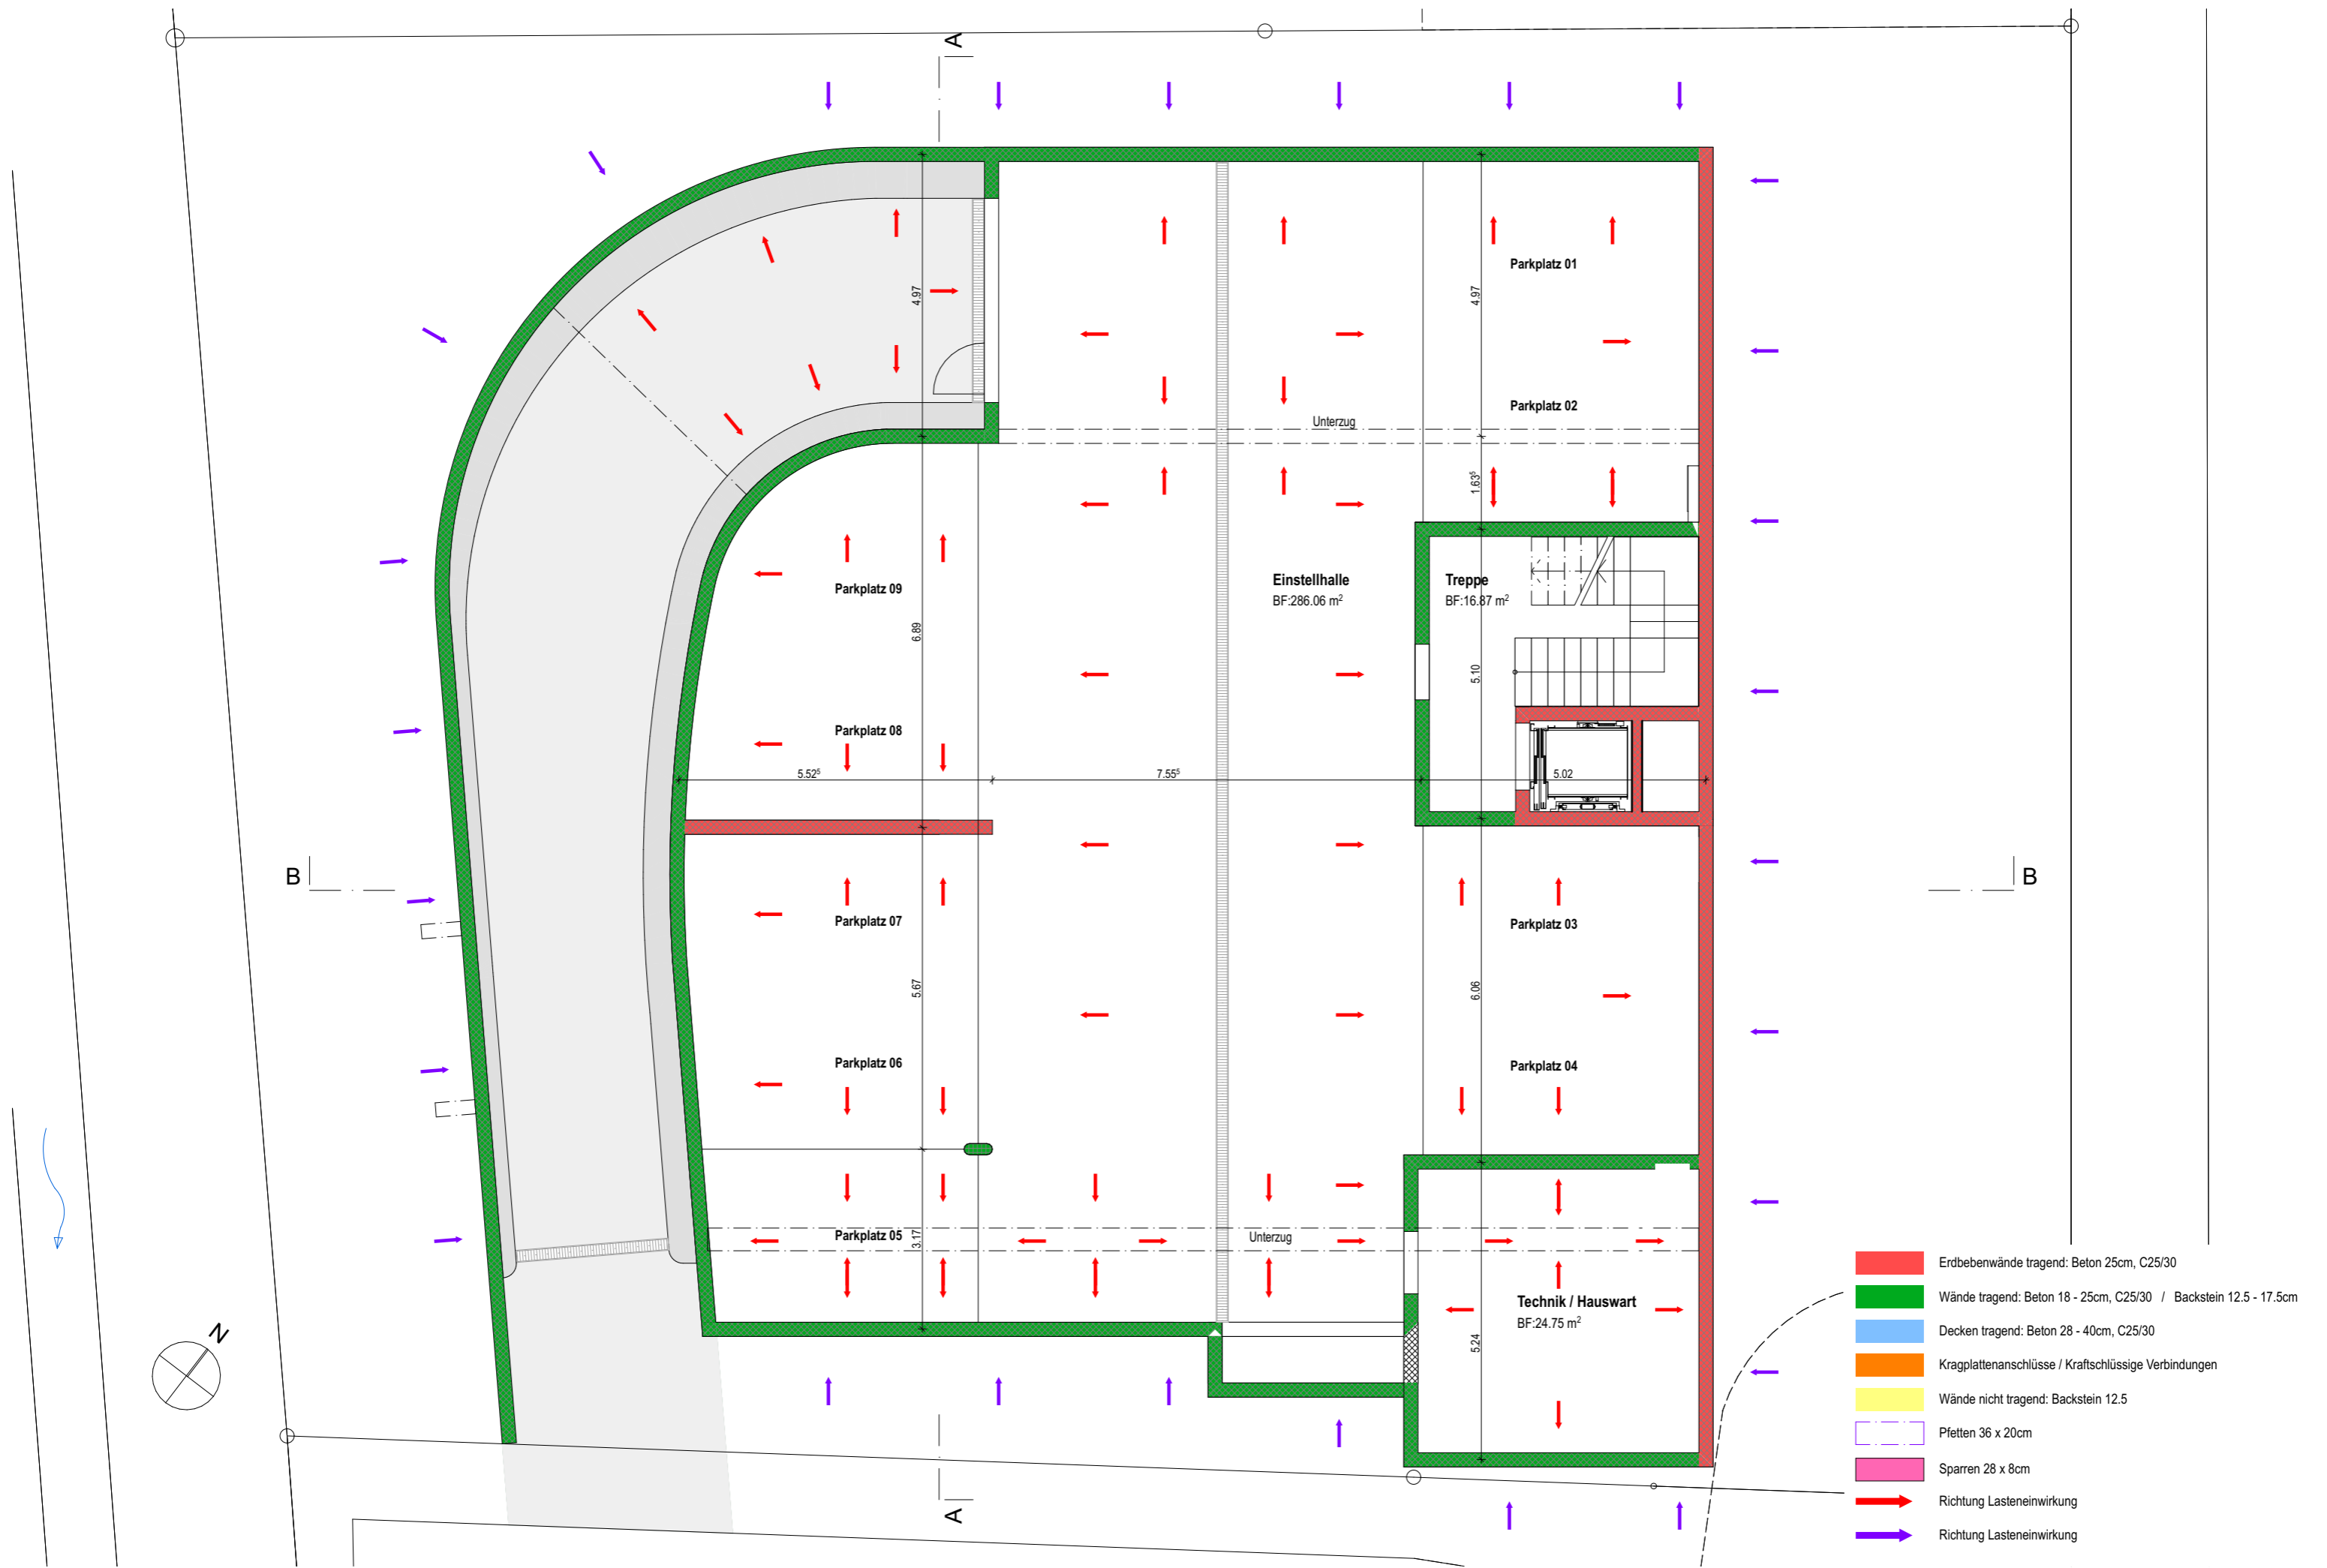 A
4.97
4.97
Parkplatz 01
Parkplatz 02
Unterzug
1.63⁵
Parkplatz 09
Einstellhalle
BF:286.06 m²
Treppe
BF:16.87 m²
6.89
5.10
Parkplatz 08
5.52⁵
7.55⁵
5.02
B
B
Parkplatz 07
Parkplatz 03
5.67
6.06
Parkplatz 06
Parkplatz 04
Parkplatz 05
3.17
Unterzug
Technik / Hauswart
BF:24.75 m²
5.24
N
A
Erdbebenwände tragend: Beton 25cm, C25/30
Wände tragend: Beton 18 - 25cm, C25/30 / Backstein 12.5 - 17.5cm
Decken tragend: Beton 28 - 40cm, C25/30
Kragplattenanschlüsse / Kraftschlüssige Verbindungen
Wände nicht tragend: Backstein 12.5
Pfetten 36 x 20cm
Sparren 28 x 8cm
Richtung Lasteneinwirkung
Richtung Lasteneinwirkung